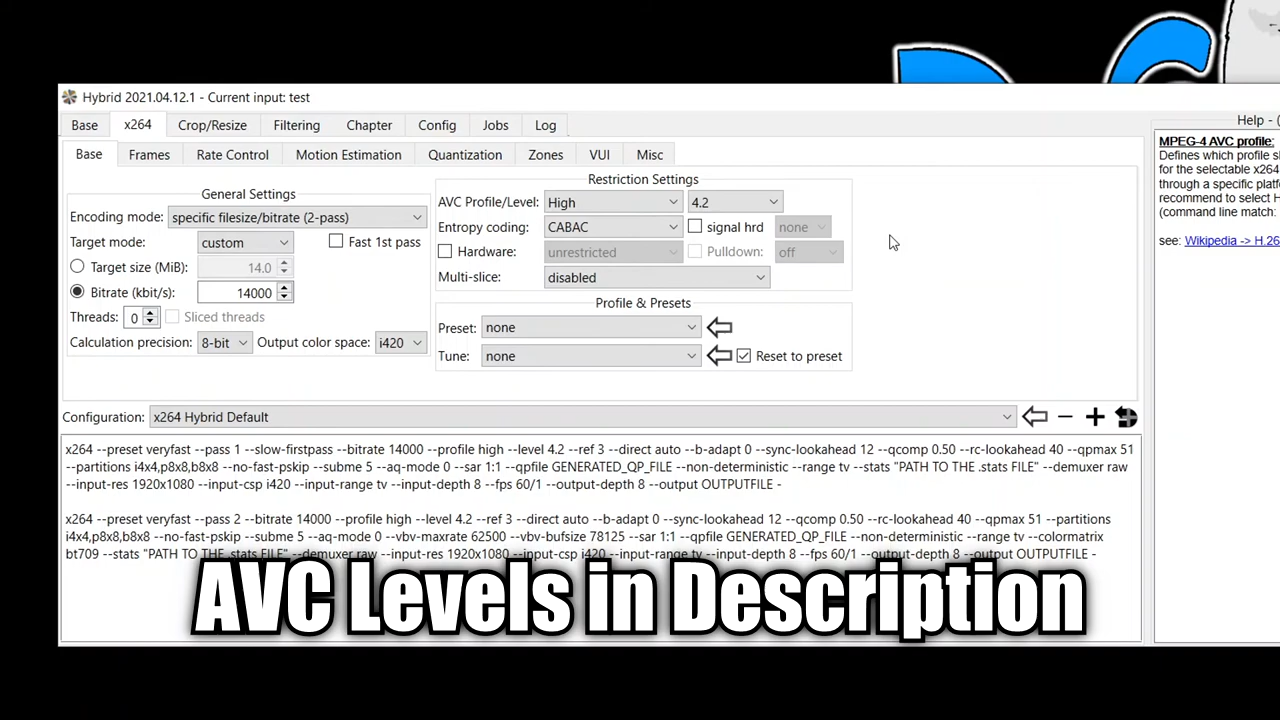 Hybrid 2021.04.12.1 - Current input: test
Base x264 Crop/Resize Filtering Chapter Config Jobs Log
Base Frames Rate Control Motion Estimation Quantization Zones VUI Misc
General Settings
Encoding mode: specific filesize/bitrate (2-pass)
Target mode: custom Fast 1st pass
Target size (MiB): 14.0
Bitrate (kbit/s): 14000
Threads: 0 Sliced threads
Calculation precision: 8-bit Output color space: i420
Restriction Settings
AVC Profile/Level: High 4.2
Entropy coding: CABAC signal hrd none
Hardware: unrestricted Pulldown: off
Multi-slice: disabled
Profile & Presets
Preset: none
Tune: none Reset to preset
Configuration: x264 Hybrid Default
x264 --preset veryfast --pass 1 --slow-firstpass --bitrate 14000 --profile high --level 4.2 --ref 3 --direct auto --b-adapt 0 --sync-lookahead 12 --qcomp 0.50 --rc-lookahead 40 --qpmax 51
--partitions i4x4,p8x8,b8x8 --no-fast-pskip --subme 5 --aq-mode 0 --sar 1:1 --qpfile GENERATED_QP_FILE --non-deterministic --range tv --stats "PATH TO THE .stats FILE" --demuxer raw
--input-res 1920x1080 --input-csp i420 --input-range tv --input-depth 8 --fps 60/1 --output-depth 8 --output OUTPUTFILE -
x264 --preset veryfast --pass 2 --bitrate 14000 --profile high --level 4.2 --ref 3 --direct auto --b-adapt 0 --sync-lookahead 12 --qcomp 0.50 --rc-lookahead 40 --qpmax 51 --partitions
i4x4,p8x8,b8x8 --no-fast-pskip --subme 5 --aq-mode 0 --vbv-maxrate 62500 --vbv-bufsize 78125 --sar 1:1 --qpfile GENERATED_QP_FILE --non-deterministic --range tv --colormatrix
bt709 --stats "PATH TO THE .stats FILE" --demuxer raw --input-res 1920x1080 --input-csp i420 --input-range tv --input-depth 8 --fps 60/1 --output-depth 8 --output OUTPUTFILE -
Help - (
MPEG-4 AVC profile:
Defines which profile s
for the selectable x264
through a specific platf
recommend to select H
(command line match:
see: Wikipedia -> H.26
AVC Levels in Description